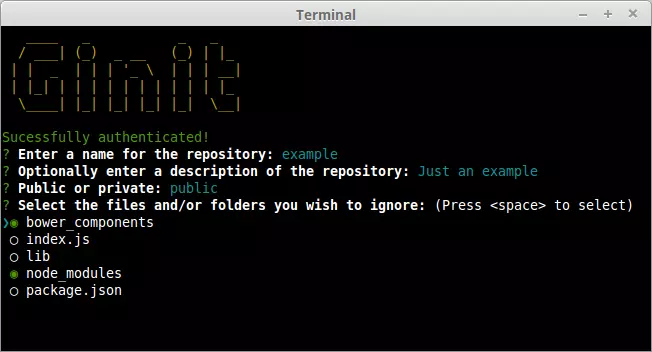 Terminal
Ginit
Sucessfully authenticated!
? Enter a name for the repository: example
? Optionally enter a description of the repository: Just an example
? Public or private: public
? Select the files and/or folders you wish to ignore: (Press <space> to select)
❯◉ bower_components
◯ index.js
◯ lib
◉ node_modules
◯ package.json